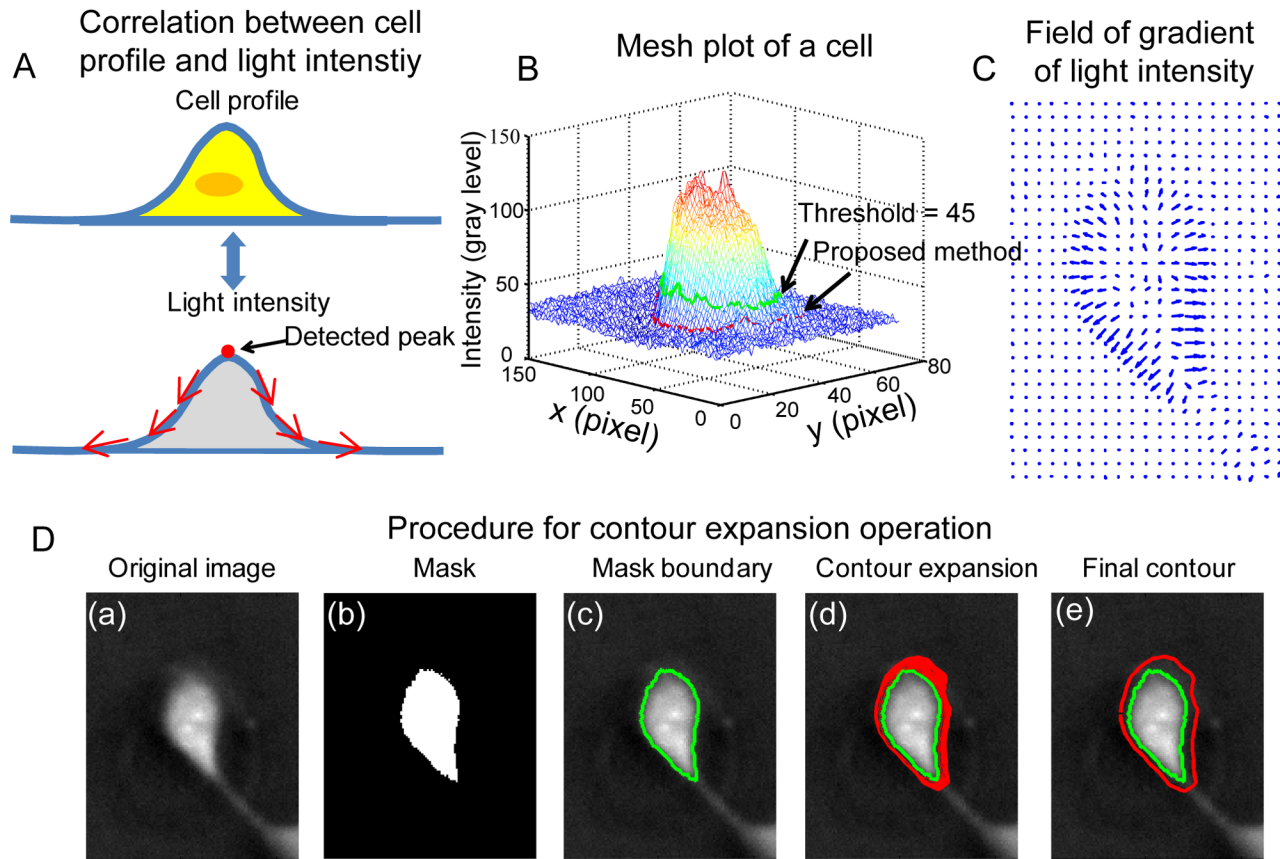 A
Correlation between cell
profile and light intenstiy
Cell profile
Light intensity
Detected peak
B
Mesh plot of a cell
Intensity (gray level)
150
100
50
0
150
100
50
0
x (pixel)
0
20
40
60
80
y (pixel)
Threshold = 45
Proposed method
C
Field of gradient
of light intensity
D
Procedure for contour expansion operation
Original image
Mask
Mask boundary
Contour expansion
Final contour
(a)
(b)
(c)
(d)
(e)